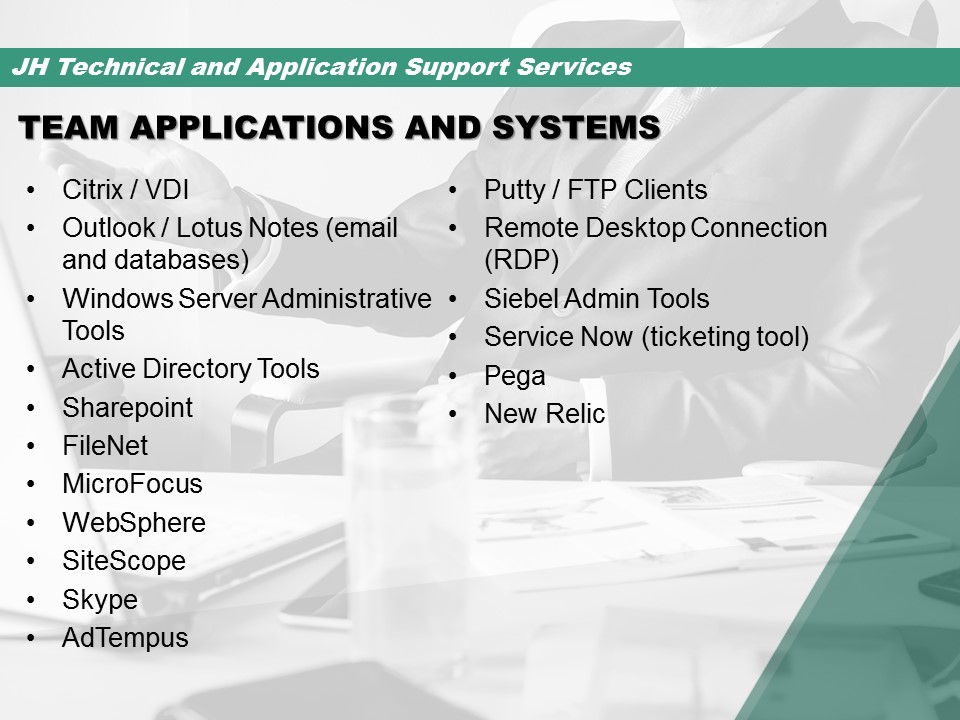 JH Technical and Application Support Services
TEAM APPLICATIONS AND SYSTEMS
• Citrix / VDI
• Outlook / Lotus Notes (email
and databases)
• Windows Server Administrative
Tools
• Active Directory Tools
• Sharepoint
• FileNet
• MicroFocus
• WebSphere
• SiteScope
• Skype
• AdTempus
• Putty / FTP Clients
• Remote Desktop Connection
(RDP)
• Siebel Admin Tools
• Service Now (ticketing tool)
• Pega
• New Relic